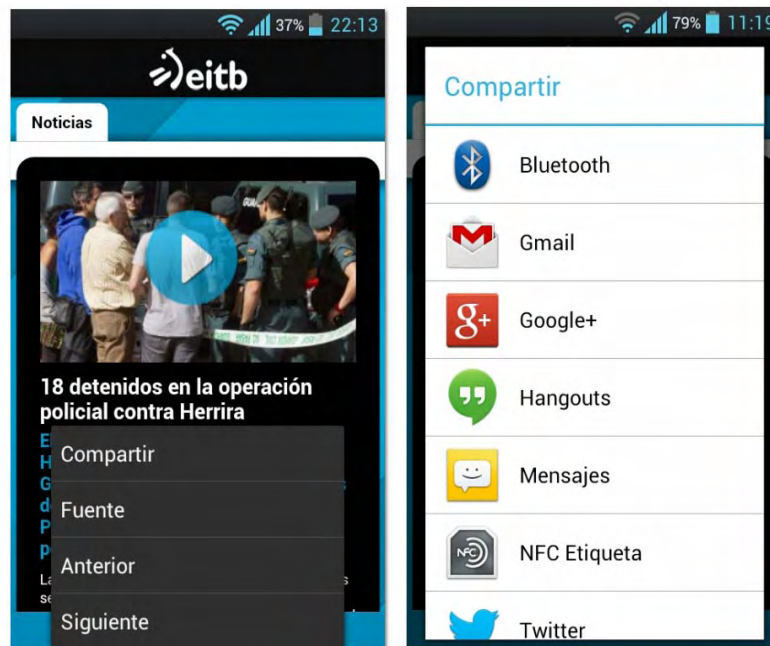 37% 22:13
eitb
Noticias
18 detenidos en la operación
policial contra Herrira
Compartir
Fuente
Anterior
Siguiente
79% 11:19
Compartir
Bluetooth
Gmail
g+ Google+
Hangouts
Mensajes
NFC NFC Etiqueta
Twitter